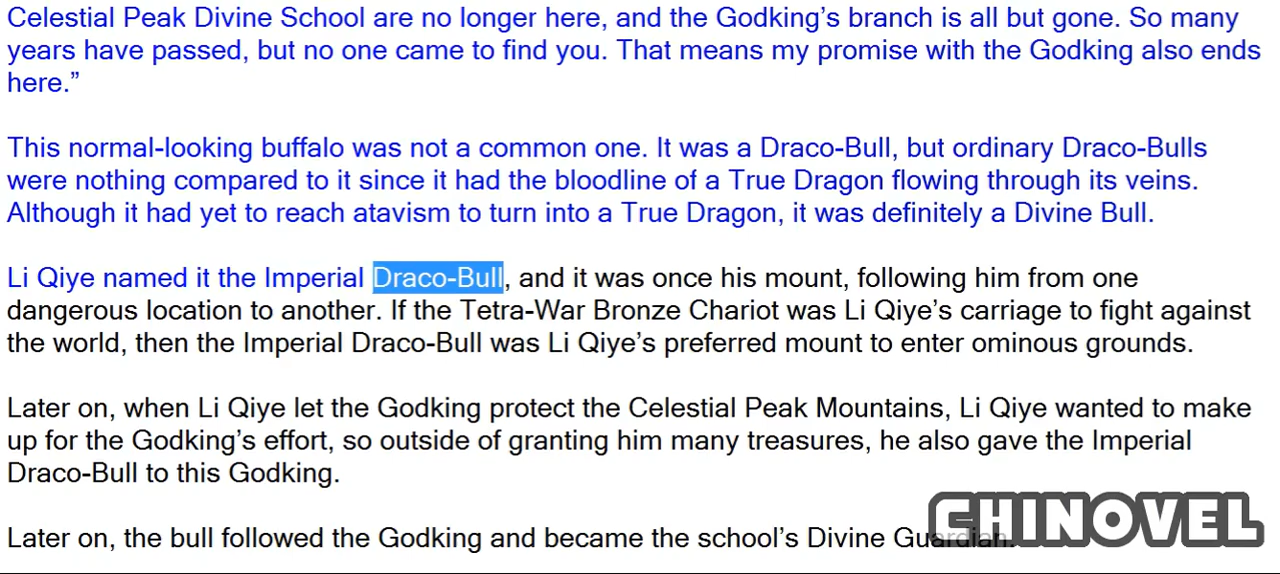 Celestial Peak Divine School are no longer here, and the Godking’s branch is all but gone. So many
years have passed, but no one came to find you. That means my promise with the Godking also ends
here.”
This normal-looking buffalo was not a common one. It was a Draco-Bull, but ordinary Draco-Bulls
were nothing compared to it since it had the bloodline of a True Dragon flowing through its veins.
Although it had yet to reach atavism to turn into a True Dragon, it was definitely a Divine Bull.
Li Qiye named it the Imperial Draco-Bull, and it was once his mount, following him from one
dangerous location to another. If the Tetra-War Bronze Chariot was Li Qiye’s carriage to fight against
the world, then the Imperial Draco-Bull was Li Qiye’s preferred mount to enter ominous grounds.
Later on, when Li Qiye let the Godking protect the Celestial Peak Mountains, Li Qiye wanted to make
up for the Godking’s effort, so outside of granting him many treasures, he also gave the Imperial
Draco-Bull to this Godking.
Later on, the bull followed the Godking and became the school’s Divine Guardian.
CHINOVEL